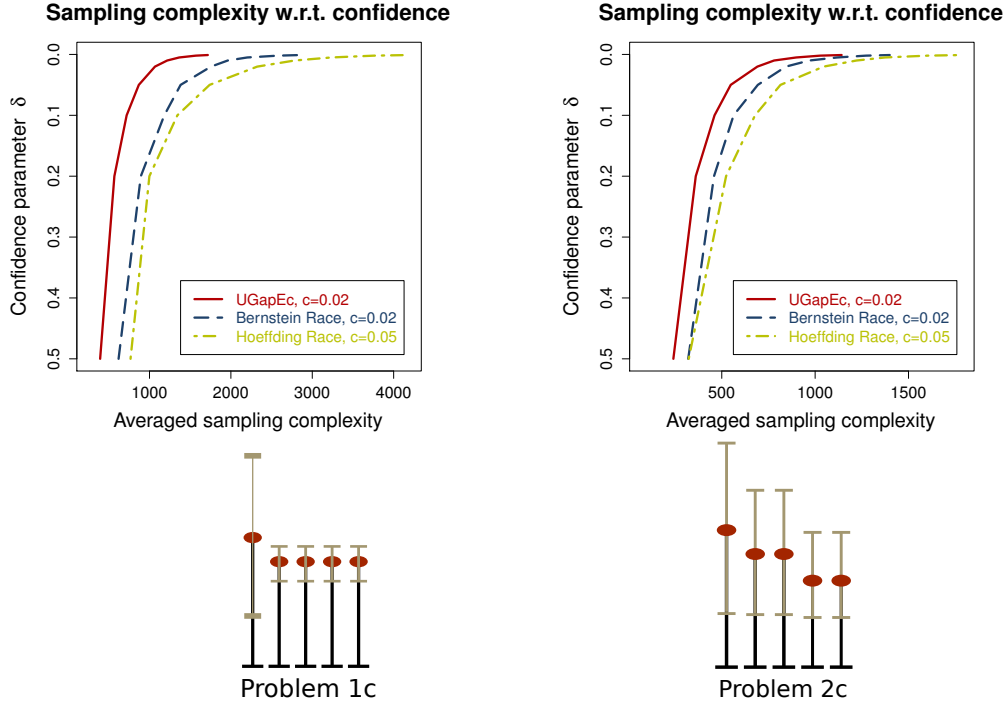 Sampling complexity w.r.t. confidence
Confidence parameter δ
0.0
0.1
0.2
0.3
0.4
0.5
UGapEc, c=0.02
Bernstein Race, c=0.02
Hoeffding Race, c=0.05
1000 2000 3000 4000
Averaged sampling complexity
Problem 1c
Sampling complexity w.r.t. confidence
Confidence parameter δ
0.0
0.1
0.2
0.3
0.4
0.5
UGapEc, c=0.02
Bernstein Race, c=0.02
Hoeffding Race, c=0.05
500 1000 1500
Averaged sampling complexity
Problem 2c